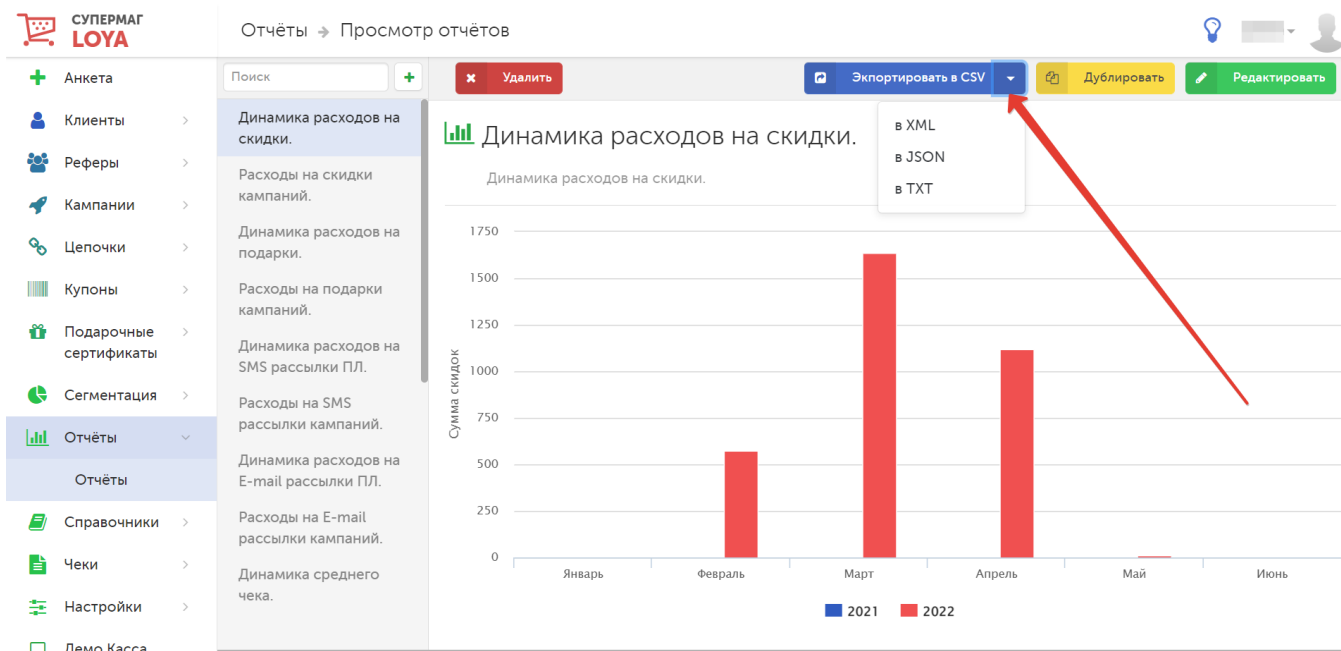 СУПЕРМАГ
LOYA
Отчёты → Просмотр отчётов
Анкета
Клиенты
Реферы
Кампании
Цепочки
Купоны
Подарочные
сертификаты
Сегментация
Отчёты
Отчёты
Справочники
Чеки
Настройки
Демо Касса
Поиск
Динамика расходов на
скидки.
Расходы на скидки
кампаний.
Динамика расходов на
подарки.
Расходы на подарки
кампаний.
Динамика расходов на
SMS рассылки ПЛ.
Расходы на SMS
рассылки кампаний.
Динамика расходов на
E-mail рассылки ПЛ.
Расходы на E-mail
рассылки кампаний.
Динамика среднего
чека.
Удалить
Экспортировать в CSV
Дублировать
Редактировать
в XML
в JSON
в TXT
Динамика расходов на скидки.
Динамика расходов на скидки.
Сумма скидок
1750
1500
1250
1000
750
500
250
0
Январь Февраль Март Апрель Май Июнь
2021 2022